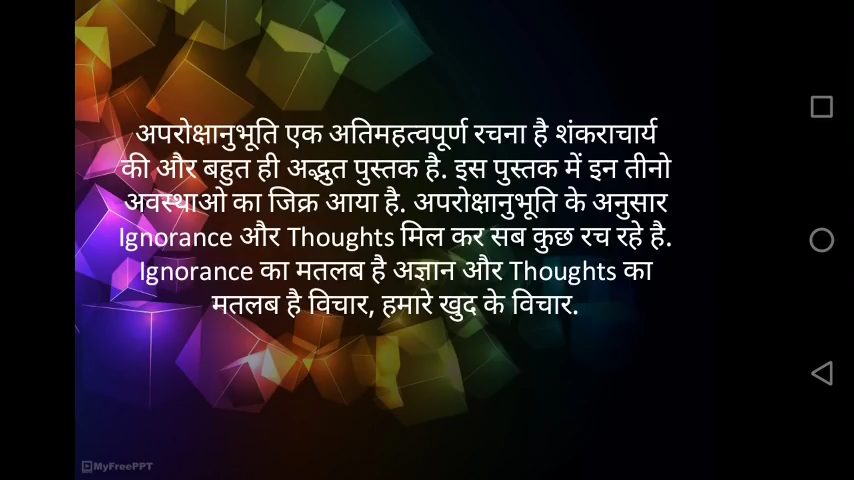 अपरोक्षानुभूति एक अतिमहत्वपूर्ण रचना है शंकराचार्य
की और बहुत ही अद्भुत पुस्तक है. इस पुस्तक में इन तीनो
अवस्थाओ का जिक्र आया है. अपरोक्षानुभूति के अनुसार
Ignorance और Thoughts मिल कर सब कुछ रच रहे है.
Ignorance का मतलब है अज्ञान और Thoughts का
मतलब है विचार, हमारे खुद के विचार.
MyFreePPT